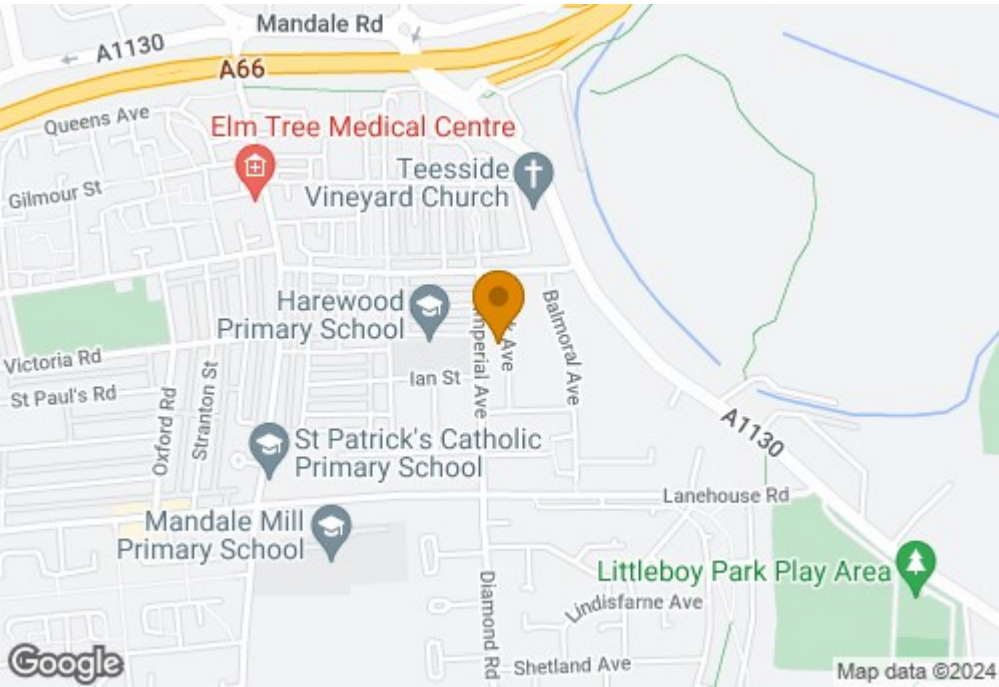 Mandale Rd
A1130
A66
Queens Ave
Elm Tree Medical Centre
Teesside
Vineyard Church
Gilmour St
Harewood
Primary School
Imperial Ave
Ave
Balmoral Ave
Victoria Rd
St Paul's Rd
Oxford Rd
Stranton St
Ian St
A1130
St Patrick's Catholic
Primary School
Lanehouse Rd
Mandale Mill
Primary School
Littleboy Park Play Area
Diamond Rd
Lindisfarne Ave
Shetland Ave
Google
Map data ©2024